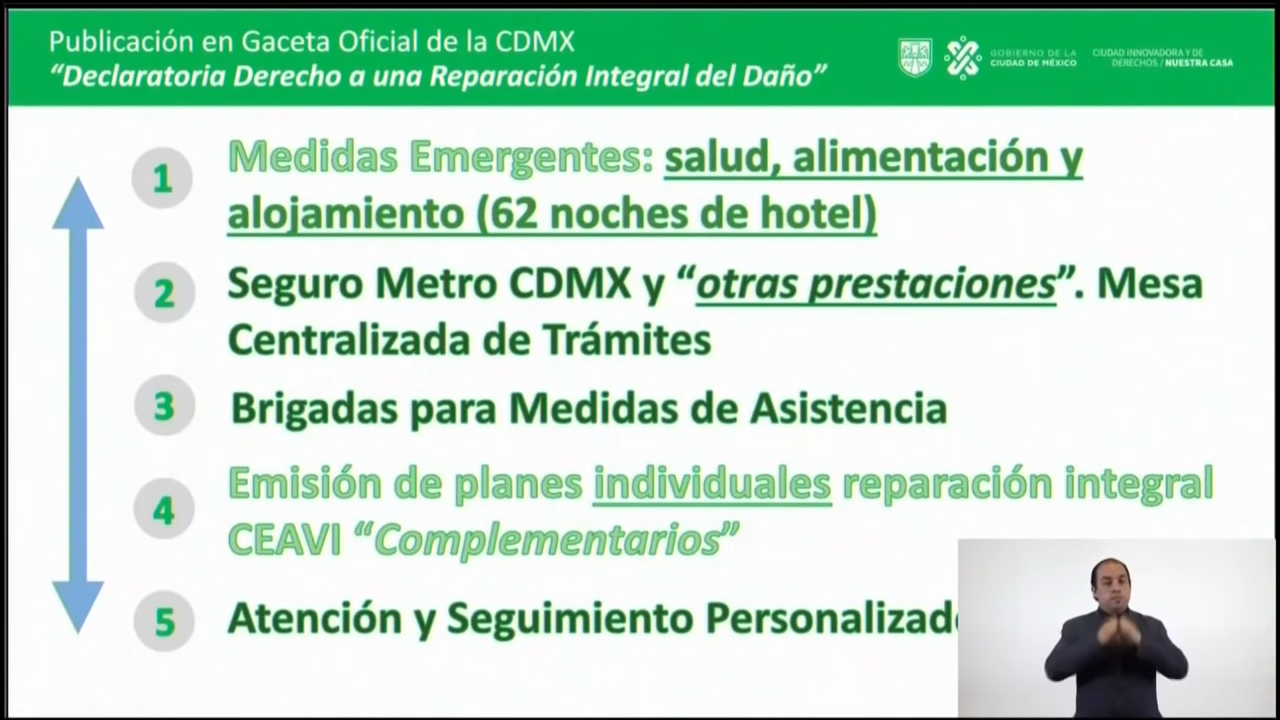 Publicación en Gaceta Oficial de la CDMX
“Declaratoria Derecho a una Reparación Integral del Daño”
GOBIERNO DE LA
CIUDAD DE MÉXICO
CIUDAD INNOVADORA Y DE
DERECHOS / NUESTRA CASA
1
Medidas Emergentes: salud, alimentación y
alojamiento (62 noches de hotel)
2
Seguro Metro CDMX y “otras prestaciones”. Mesa
Centralizada de Trámites
3
Brigadas para Medidas de Asistencia
4
Emisión de planes individuales reparación integral
CEAVI “Complementarios”
5
Atención y Seguimiento Personalizad